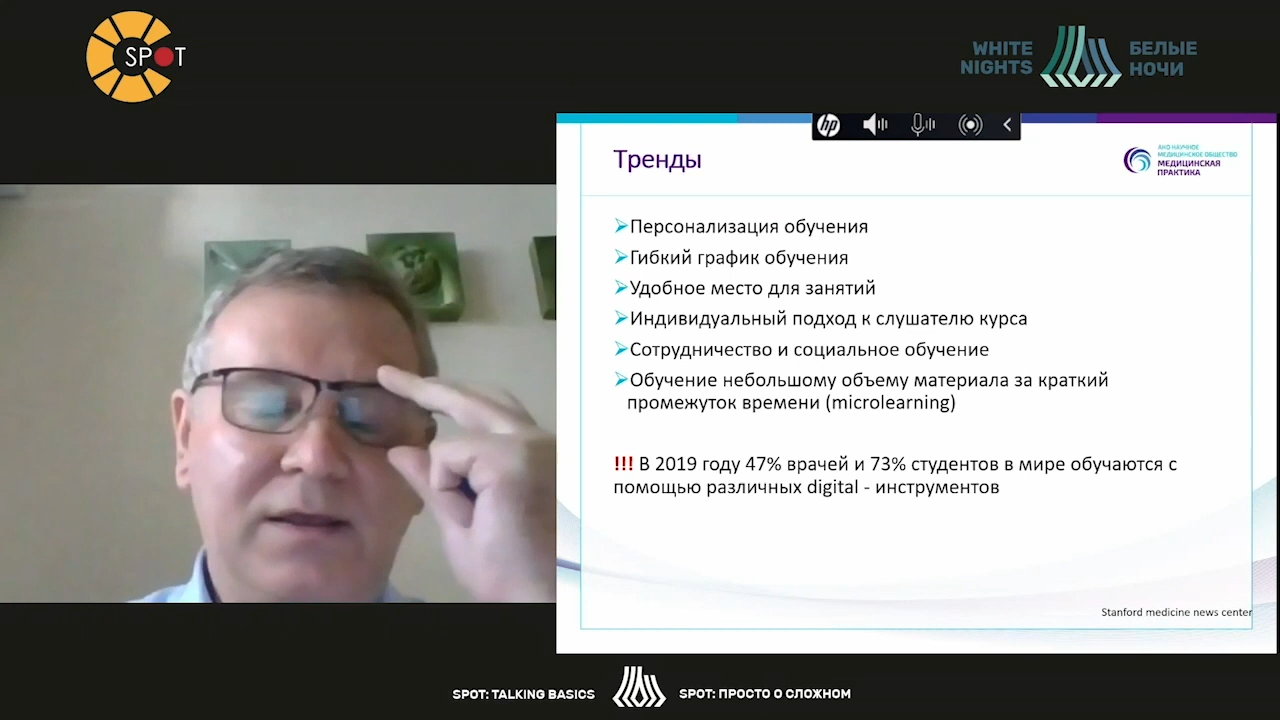 SPOT
WHITE
NIGHTS
БЕЛЫЕ
НОЧИ
hp
Тренды
АНО НАУЧНОЕ
МЕДИЦИНСКОЕ ОБЩЕСТВО
МЕДИЦИНСКАЯ
ПРАКТИКА
Персонализация обучения
Гибкий график обучения
Удобное место для занятий
Индивидуальный подход к слушателю курса
Сотрудничество и социальное обучение
Обучение небольшому объему материала за краткий
промежуток времени (microlearning)
!!! В 2019 году 47% врачей и 73% студентов в мире обучаются с
помощью различных digital - инструментов
Stanford medicine news center
SPOT: TALKING BASICS
SPOT: ПРОСТО О СЛОЖНОМ